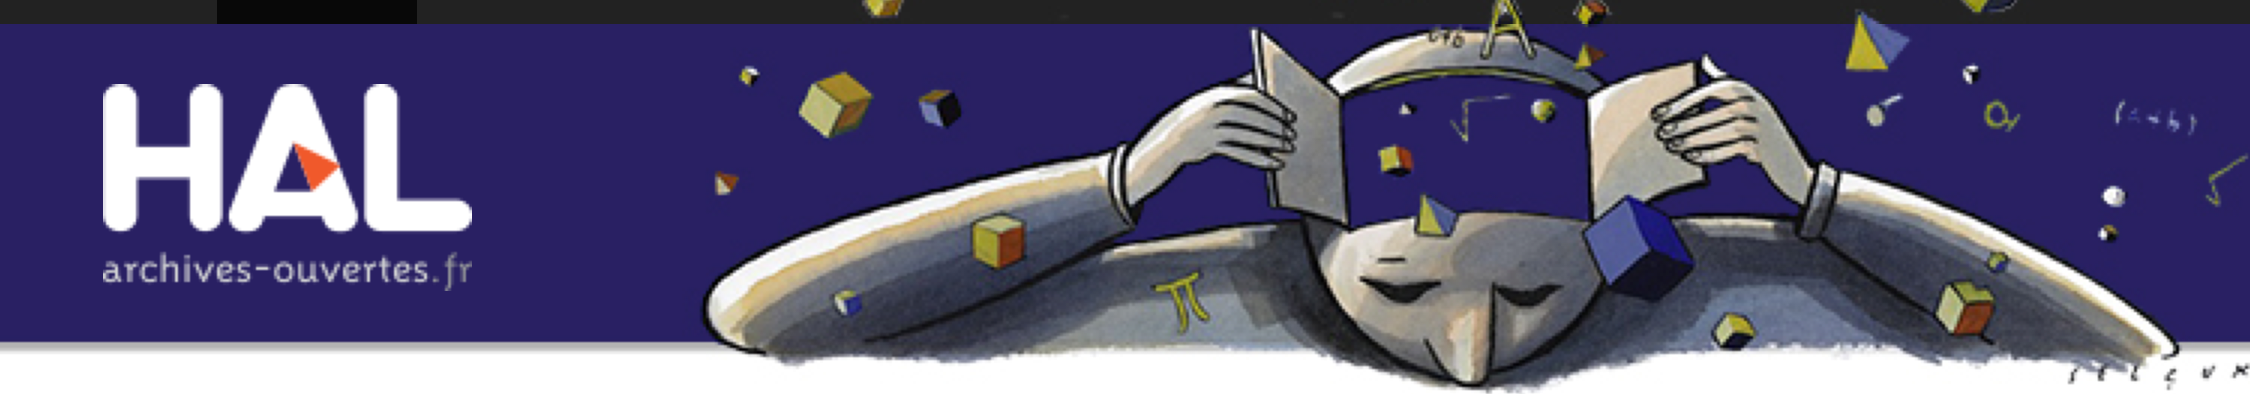 HAL
archives-ouvertes.fr
A
π
(a+b)